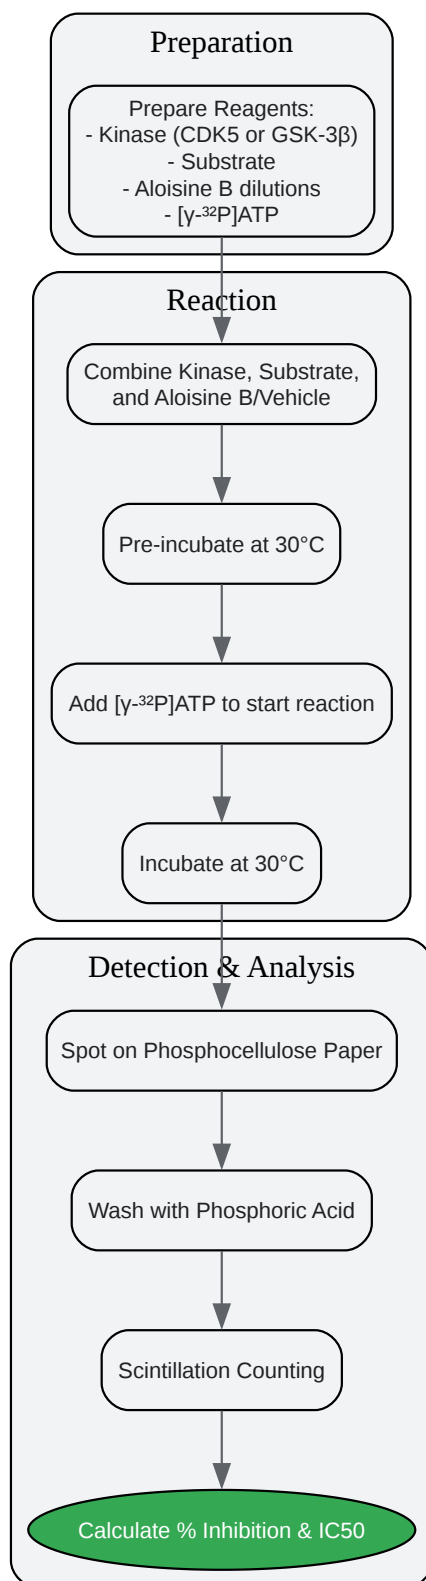 Preparation
Prepare Reagents:
- Kinase (CDK5 or GSK-3β)
- Substrate
- Aloisine B dilutions
- [γ-³²P]ATP
Reaction
Combine Kinase, Substrate,
and Aloisine B/Vehicle
Pre-incubate at 30°C
Add [γ-³²P]ATP to start reaction
Incubate at 30°C
Detection & Analysis
Spot on Phosphocellulose Paper
Wash with Phosphoric Acid
Scintillation Counting
Calculate % Inhibition & IC50